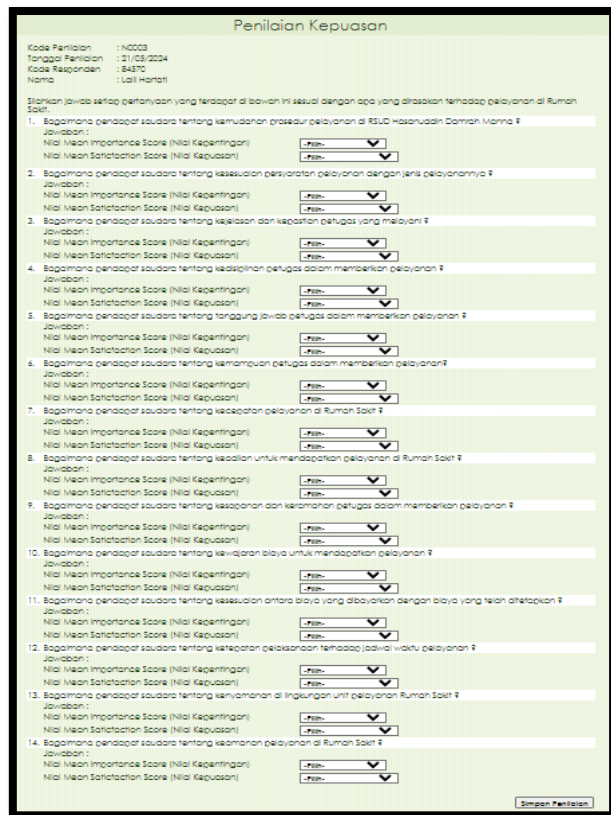 Penilaian Kepuasan
Kode Penilaian : N0003
Tanggal Penilaian : 21/05/2024
Kode Responden : 84370
Nama : Laili Hartati
Silahkan jawab setiap pertanyaan yang terdapat di bawah ini sesuai dengan apa yang dirasakan terhadap pelayanan di Rumah
Sakit.
1. Bagaimana pendapat saudara tentang kemudahan prosedur pelayanan di RSUD Hasanuddin Damrah Manna ?
Jawaban :
Nilai Mean Importance Score (Nilai Kepentingan) -Pilih-
Nilai Mean Satisfaction Score (Nilai Kepuasan) -Pilih-
2. Bagaimana pendapat saudara tentang kesesuaian persyaratan pelayanan dengan jenis pelayanannya ?
Jawaban :
Nilai Mean Importance Score (Nilai Kepentingan) -Pilih-
Nilai Mean Satisfaction Score (Nilai Kepuasan) -Pilih-
3. Bagaimana pendapat saudara tentang kejelasan dan kepastian petugas yang melayani ?
Jawaban :
Nilai Mean Importance Score (Nilai Kepentingan) -Pilih-
Nilai Mean Satisfaction Score (Nilai Kepuasan) -Pilih-
4. Bagaimana pendapat saudara tentang kedisiplinan petugas dalam memberikan pelayanan ?
Jawaban :
Nilai Mean Importance Score (Nilai Kepentingan) -Pilih-
Nilai Mean Satisfaction Score (Nilai Kepuasan) -Pilih-
5. Bagaimana pendapat saudara tentang tanggung jawab petugas dalam memberikan pelayanan ?
Jawaban :
Nilai Mean Importance Score (Nilai Kepentingan) -Pilih-
Nilai Mean Satisfaction Score (Nilai Kepuasan) -Pilih-
6. Bagaimana pendapat saudara tentang kemampuan petugas dalam memberikan pelayanan?
Jawaban :
Nilai Mean Importance Score (Nilai Kepentingan) -Pilih-
Nilai Mean Satisfaction Score (Nilai Kepuasan) -Pilih-
7. Bagaimana pendapat saudara tentang kecepatan pelayanan di Rumah Sakit ?
Jawaban :
Nilai Mean Importance Score (Nilai Kepentingan) -Pilih-
Nilai Mean Satisfaction Score (Nilai Kepuasan) -Pilih-
8. Bagaimana pendapat saudara tentang keadilan untuk mendapatkan pelayanan di Rumah Sakit ?
Jawaban :
Nilai Mean Importance Score (Nilai Kepentingan) -Pilih-
Nilai Mean Satisfaction Score (Nilai Kepuasan) -Pilih-
9. Bagaimana pendapat saudara tentang kesopanan dan keramahan petugas dalam memberikan pelayanan ?
Jawaban :
Nilai Mean Importance Score (Nilai Kepentingan) -Pilih-
Nilai Mean Satisfaction Score (Nilai Kepuasan) -Pilih-
10. Bagaimana pendapat saudara tentang kewajaran biaya untuk mendapatkan pelayanan ?
Jawaban :
Nilai Mean Importance Score (Nilai Kepentingan) -Pilih-
Nilai Mean Satisfaction Score (Nilai Kepuasan) -Pilih-
11. Bagaimana pendapat saudara tentang kesesuaian antara biaya yang dibayarkan dengan biaya yang telah ditetapkan ?
Jawaban :
Nilai Mean Importance Score (Nilai Kepentingan) -Pilih-
Nilai Mean Satisfaction Score (Nilai Kepuasan) -Pilih-
12. Bagaimana pendapat saudara tentang ketepatan pelaksanaan terhadap jadwal waktu pelayanan ?
Jawaban :
Nilai Mean Importance Score (Nilai Kepentingan) -Pilih-
Nilai Mean Satisfaction Score (Nilai Kepuasan) -Pilih-
13. Bagaimana pendapat saudara tentang kenyamanan di lingkungan unit pelayanan Rumah Sakit ?
Jawaban :
Nilai Mean Importance Score (Nilai Kepentingan) -Pilih-
Nilai Mean Satisfaction Score (Nilai Kepuasan) -Pilih-
14. Bagaimana pendapat saudara tentang keamanan pelayanan di Rumah Sakit ?
Jawaban :
Nilai Mean Importance Score (Nilai Kepentingan) -Pilih-
Nilai Mean Satisfaction Score (Nilai Kepuasan) -Pilih-
Simpan Penilaian